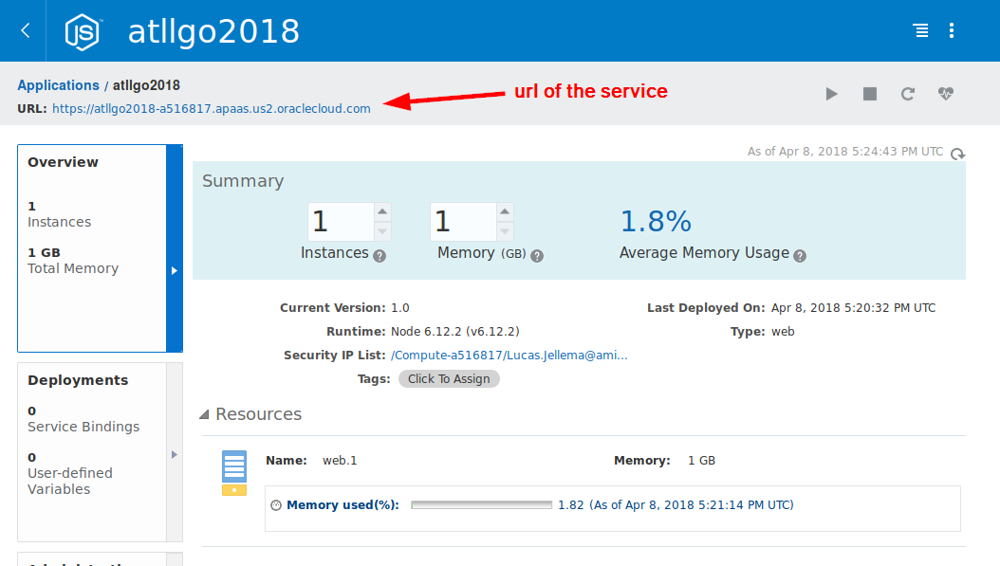 JS
atllgo2018
Applications / atllgo2018
URL: https://atllgo2018-a516817.apaas.us2.oraclecloud.com
url of the service
As of Apr 8, 2018 5:24:43 PM UTC
Overview
1
Instances
1 GB
Total Memory
Summary
1
Instances ?
1
Memory (GB) ?
1.8%
Average Memory Usage ?
Current Version: 1.0
Last Deployed On: Apr 8, 2018 5:20:32 PM UTC
Runtime: Node 6.12.2 (v6.12.2)
Type: web
Security IP List: /Compute-a516817/Lucas.Jellema@ami...
Tags: Click To Assign
Deployments
0
Service Bindings
0
User-defined
Variables
Resources
Name: web.1
Memory: 1 GB
Memory used(%): 1.82 (As of Apr 8, 2018 5:21:14 PM UTC)